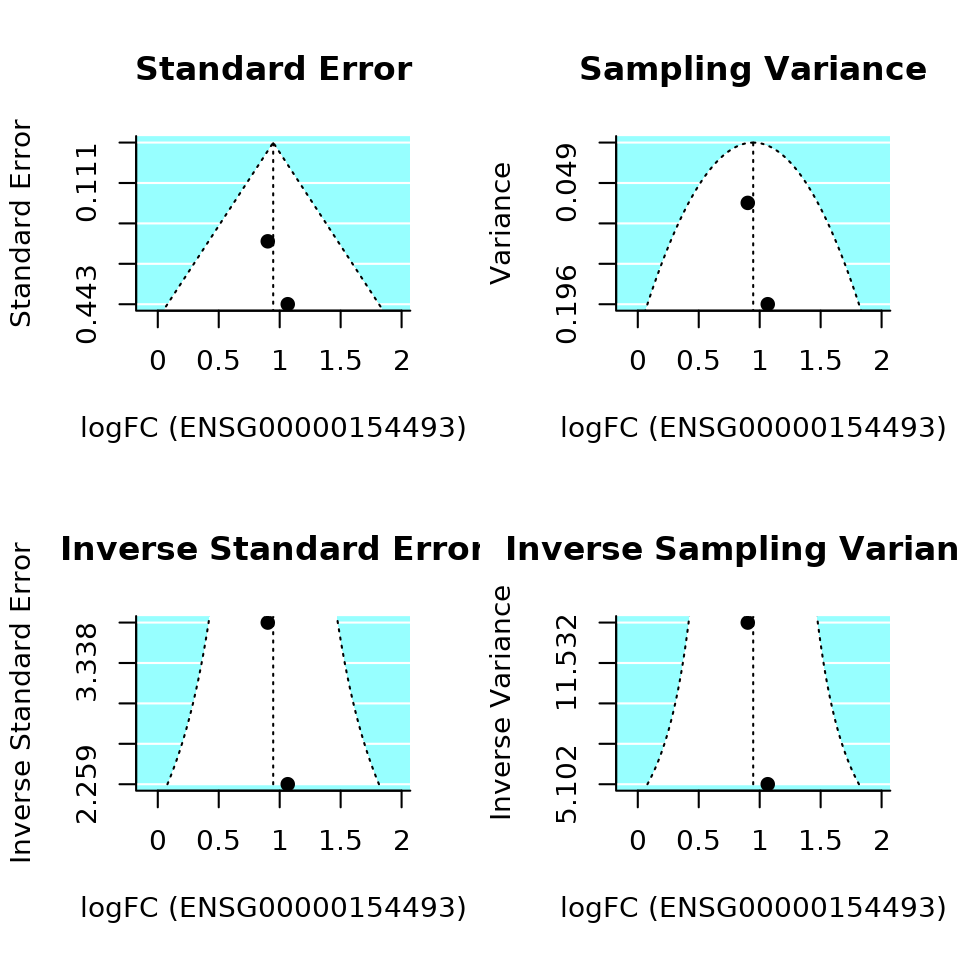 Standard Error
Standard Error
0.111
0.443
0 0.5 1 1.5 2
logFC (ENSG00000154493)
Sampling Variance
Variance
0.049
0.196
0 0.5 1 1.5 2
logFC (ENSG00000154493)
Inverse Standard Error
Inverse Standard Error
3.338
2.259
0 0.5 1 1.5 2
logFC (ENSG00000154493)
Inverse Sampling Varian
Inverse Variance
11.532
5.102
0 0.5 1 1.5 2
logFC (ENSG00000154493)